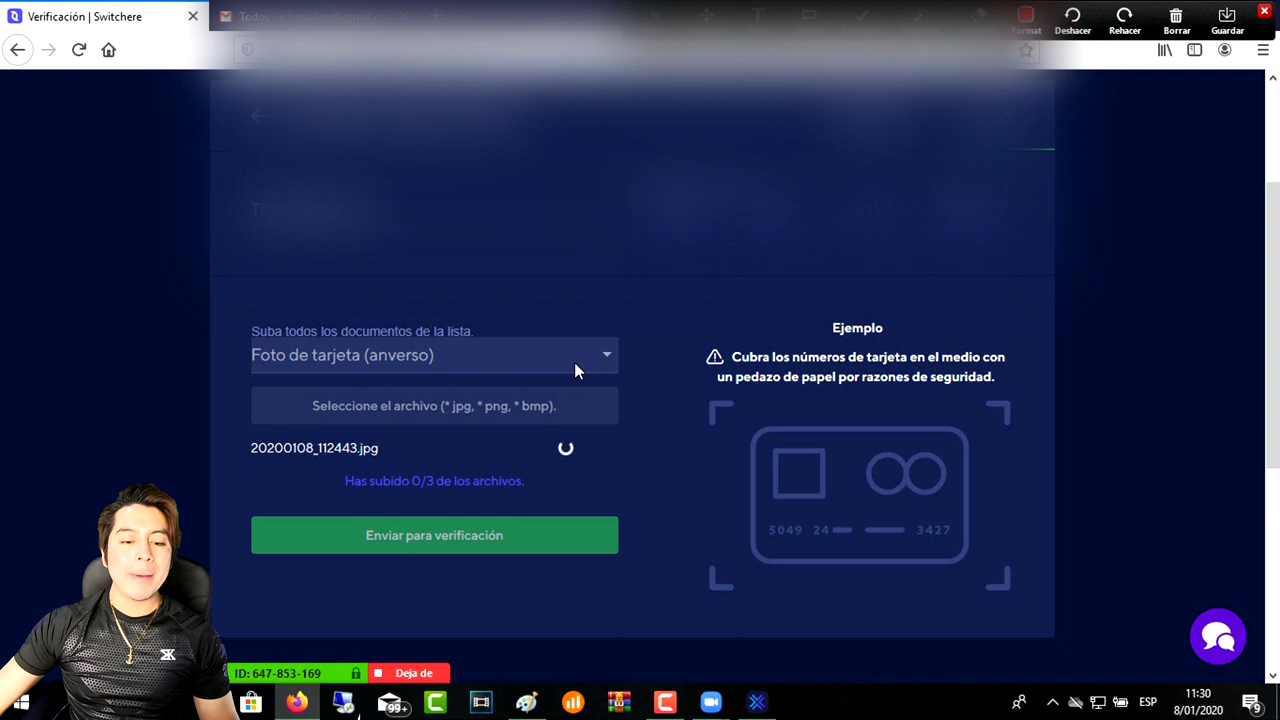 Verificación | Switchere
Todos
Format
Deshacer
Rehacer
Borrar
Guardar
Suba todos los documentos de la lista.
Foto de tarjeta (anverso)
Seleccione el archivo (* jpg, * png, * bmp).
20200108_112443.jpg
Has subido 0/3 de los archivos.
Enviar para verificación
Ejemplo
Cubra los números de tarjeta en el medio con
un pedazo de papel por razones de seguridad.
5049 24 3427
ID: 647-853-169
Deja de
99+
ESP
11:30
8/01/2020
9